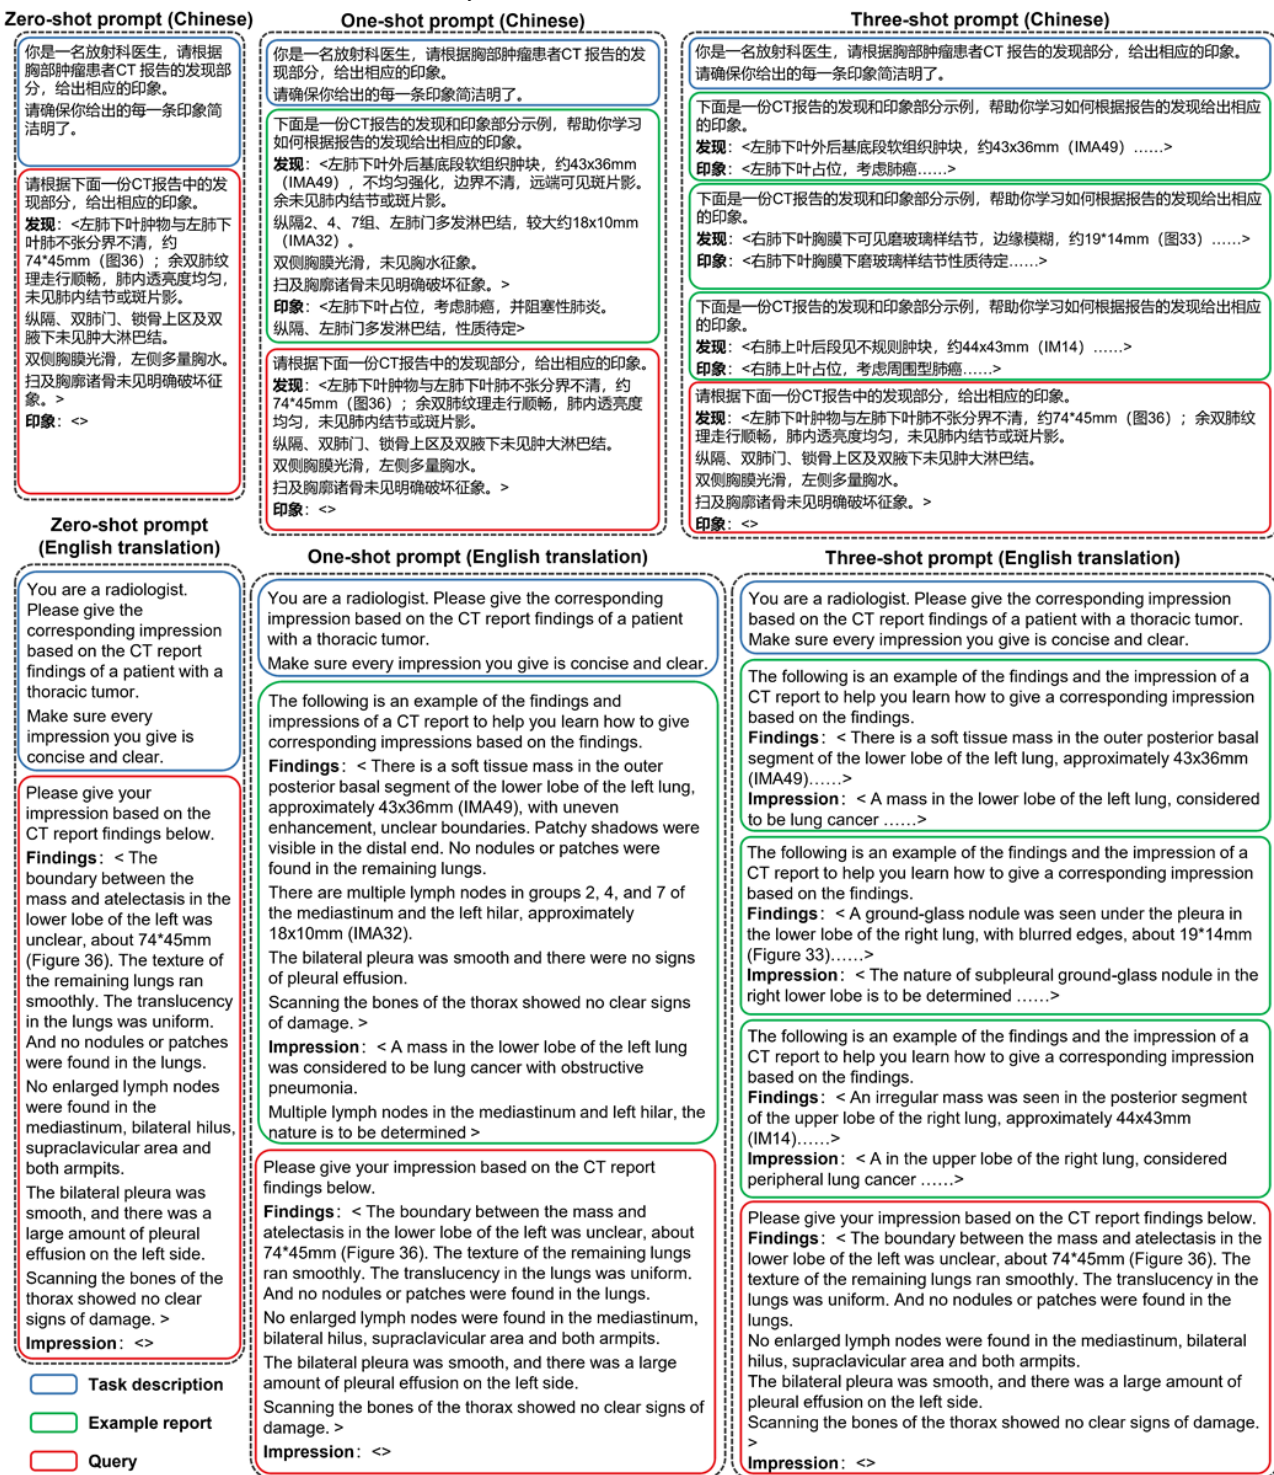 Zero-shot prompt (Chinese)
你是一名放射科医生，请根据
胸部肿瘤患者CT 报告的发现部
分，给出相应的印象。
请确保你给出的每一条印象简
洁明了。
请根据下面一份CT报告中的发
现部分，给出相应的印象。
发现：<左肺下叶肿物与左肺下
叶肺不张分界不清，约
74*45mm（图36）；余双肺纹
理走行顺畅，肺内透亮度均匀，
未见肺内结节或斑片影。
纵隔、双肺门、锁骨上区及双
腋下未见肿大淋巴结。
双侧胸膜光滑，左侧多量胸水。
扫及胸廓诸骨未见明确破坏征
象。>
印象：<>
One-shot prompt (Chinese)
你是一名放射科医生，请根据胸部肿瘤患者CT 报告的发
现部分，给出相应的印象。
请确保你给出的每一条印象简洁明了。
下面是一份CT报告的发现和印象部分示例，帮助你学习
如何根据报告的发现给出相应的印象。
发现：<左肺下叶外后基底段软组织肿块，约43x36mm
（IMA49），不均匀强化，边界不清，远端可见斑片影。
余未见肺内结节或斑片影。
纵隔2、4、7组、左肺门多发淋巴结，较大约18x10mm
（IMA32）。
双侧胸膜光滑，未见胸水征象。
扫及胸廓诸骨未见明确破坏征象。>
印象：<左肺下叶占位，考虑肺癌，并阻塞性肺炎。
纵隔、左肺门多发淋巴结，性质待定>
请根据下面一份CT报告中的发现部分，给出相应的印象。
发现：<左肺下叶肿物与左肺下叶肺不张分界不清，约
74*45mm（图36）；余双肺纹理走行顺畅，肺内透亮度
均匀，未见肺内结节或斑片影。
纵隔、双肺门、锁骨上区及双腋下未见肿大淋巴结。
双侧胸膜光滑，左侧多量胸水。
扫及胸廓诸骨未见明确破坏征象。>
印象：<>
Three-shot prompt (Chinese)
你是一名放射科医生，请根据胸部肿瘤患者CT 报告的发现部分，给出相应的印象。
请确保你给出的每一条印象简洁明了。
下面是一份CT报告的发现和印象部分示例，帮助你学习如何根据报告的发现给出相应
的印象。
发现：<左肺下叶外后基底段软组织肿块，约43x36mm（IMA49）……>
印象：<左肺下叶占位，考虑肺癌……>
下面是一份CT报告的发现和印象部分示例，帮助你学习如何根据报告的发现给出相应
的印象。
发现：<右肺下叶胸膜下可见磨玻璃样结节，边缘模糊，约19*14mm（图33）……>
印象：<右肺下叶胸膜下磨玻璃样结节性质待定……>
下面是一份CT报告的发现和印象部分示例，帮助你学习如何根据报告的发现给出相应
的印象。
发现：<右肺上叶后段见不规则肿块，约44x43mm（IM14）……>
印象：<右肺上叶占位，考虑周围型肺癌……>
请根据下面一份CT报告中的发现部分，给出相应的印象。
发现：<左肺下叶肿物与左肺下叶肺不张分界不清，约74*45mm（图36）；余双肺纹
理走行顺畅，肺内透亮度均匀，未见肺内结节或斑片影。
纵隔、双肺门、锁骨上区及双腋下未见肿大淋巴结。
双侧胸膜光滑，左侧多量胸水。
扫及胸廓诸骨未见明确破坏征象。>
印象：<>
Zero-shot prompt
(English translation)
You are a radiologist.
Please give the
corresponding impression
based on the CT report
findings of a patient with a
thoracic tumor.
Make sure every
impression you give is
concise and clear.
Please give your
impression based on the
CT report findings below.
Findings：< The
boundary between the
mass and atelectasis in the
lower lobe of the left was
unclear, about 74*45mm
(Figure 36). The texture of
the remaining lungs ran
smoothly. The translucency
in the lungs was uniform.
And no nodules or patches
were found in the lungs.
No enlarged lymph nodes
were found in the
mediastinum, bilateral hilus,
supraclavicular area and
both armpits.
The bilateral pleura was
smooth, and there was a
large amount of pleural
effusion on the left side.
Scanning the bones of the
thorax showed no clear
signs of damage. >
Impression：<>
One-shot prompt (English translation)
You are a radiologist. Please give the corresponding
impression based on the CT report findings of a patient
with a thoracic tumor.
Make sure every impression you give is concise and clear.
The following is an example of the findings and
impressions of a CT report to help you learn how to give
corresponding impressions based on the findings.
Findings：< There is a soft tissue mass in the outer
posterior basal segment of the lower lobe of the left lung,
approximately 43x36mm (IMA49), with uneven
enhancement, unclear boundaries. Patchy shadows were
visible in the distal end. No nodules or patches were
found in the remaining lungs.
There are multiple lymph nodes in groups 2, 4, and 7 of
the mediastinum and the left hilar, approximately
18x10mm (IMA32).
The bilateral pleura was smooth and there were no signs
of pleural effusion.
Scanning the bones of the thorax showed no clear signs
of damage. >
Impression：< A mass in the lower lobe of the left lung
was considered to be lung cancer with obstructive
pneumonia.
Multiple lymph nodes in the mediastinum and left hilar, the
nature is to be determined >
Please give your impression based on the CT report
findings below.
Findings：< The boundary between the mass and
atelectasis in the lower lobe of the left was unclear, about
74*45mm (Figure 36). The texture of the remaining lungs
ran smoothly. The translucency in the lungs was uniform.
And no nodules or patches were found in the lungs.
No enlarged lymph nodes were found in the mediastinum,
bilateral hilus, supraclavicular area and both armpits.
The bilateral pleura was smooth, and there was a large
amount of pleural effusion on the left side.
Scanning the bones of the thorax showed no clear signs of
damage. >
Impression：<>
Three-shot prompt (English translation)
You are a radiologist. Please give the corresponding impression
based on the CT report findings of a patient with a thoracic tumor.
Make sure every impression you give is concise and clear.
The following is an example of the findings and the impression of a
CT report to help you learn how to give a corresponding impression
based on the findings.
Findings：< There is a soft tissue mass in the outer posterior basal
segment of the lower lobe of the left lung, approximately 43x36mm
(IMA49)……>
Impression：< A mass in the lower lobe of the left lung, considered
to be lung cancer ……>
The following is an example of the findings and the impression of a
CT report to help you learn how to give a corresponding impression
based on the findings.
Findings：< A ground-glass nodule was seen under the pleura in
the lower lobe of the right lung, with blurred edges, about 19*14mm
(Figure 33)……>
Impression：< The nature of subpleural ground-glass nodule in the
right lower lobe is to be determined ……>
The following is an example of the findings and the impression of a
CT report to help you learn how to give a corresponding impression
based on the findings.
Findings：< An irregular mass was seen in the posterior segment
of the upper lobe of the right lung, approximately 44x43mm
(IM14)……>
Impression：< A in the upper lobe of the right lung, considered
peripheral lung cancer ……>
Please give your impression based on the CT report findings below.
Findings：< The boundary between the mass and atelectasis in the
lower lobe of the left was unclear, about 74*45mm (Figure 36). The
texture of the remaining lungs ran smoothly. The translucency in the
lungs was uniform. And no nodules or patches were found in the
lungs.
No enlarged lymph nodes were found in the mediastinum, bilateral
hilus, supraclavicular area and both armpits.
The bilateral pleura was smooth, and there was a large amount of
pleural effusion on the left side.
Scanning the bones of the thorax showed no clear signs of damage.
>
Impression：<>
Task description
Example report
Query